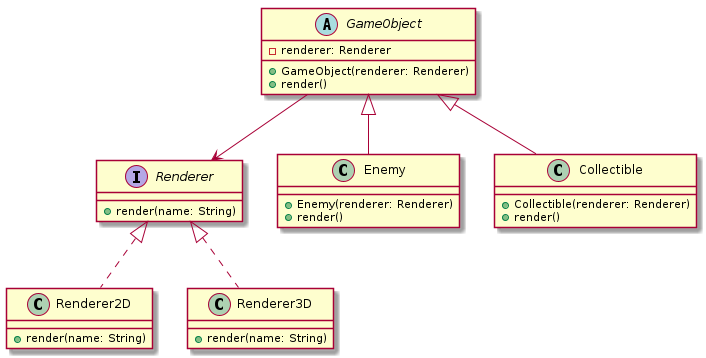 A GameObject
renderer: Renderer
GameObject(renderer: Renderer)
render()
I Renderer
render(name: String)
C Enemy
Enemy(renderer: Renderer)
render()
C Collectible
Collectible(renderer: Renderer)
render()
C Renderer2D
render(name: String)
C Renderer3D
render(name: String)